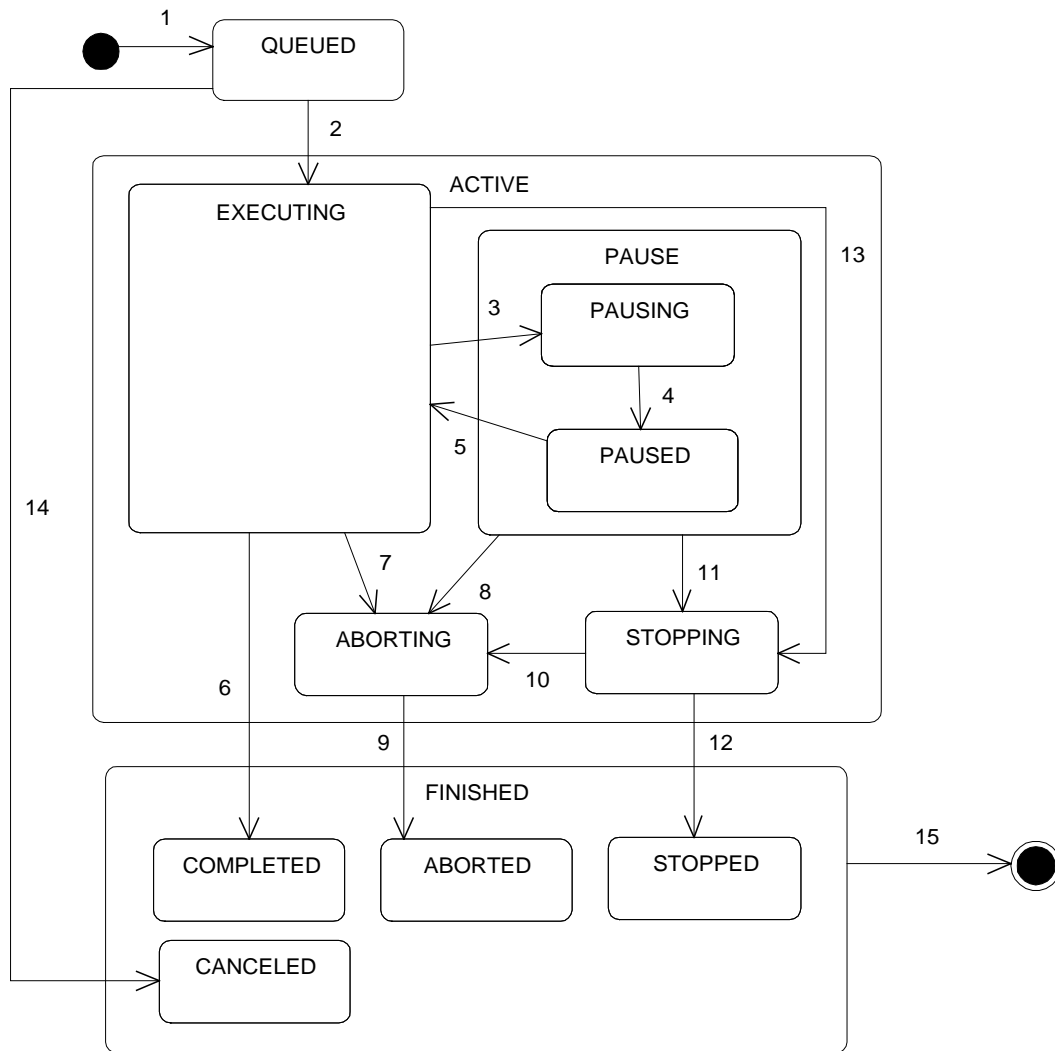 1
QUEUED
2
ACTIVE
EXECUTING
13
PAUSE
3
PAUSING
4
5
PAUSED
14
7
8
11
ABORTING
STOPPING
10
6
9
12
FINISHED
15
COMPLETED
ABORTED
STOPPED
CANCELED